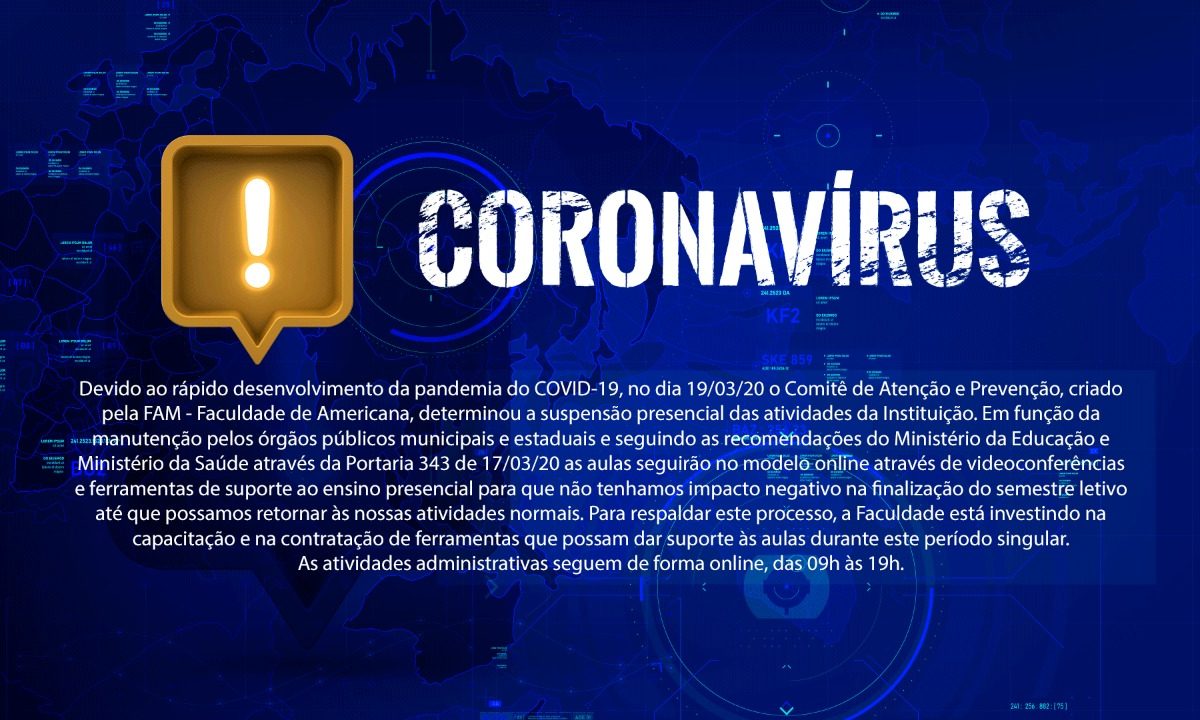 CORONAVÍRUS
Devido ao rápido desenvolvimento da pandemia do COVID-19, no dia 19/03/20 o Comitê de Atenção e Prevenção, criado
pela FAM - Faculdade de Americana, determinou a suspensão presencial das atividades da Instituição. Em função da
manutenção pelos órgãos públicos municipais e estaduais e seguindo as recomendações do Ministério da Educação e
Ministério da Saúde através da Portaria 343 de 17/03/20 as aulas seguirão no modelo online através de videoconferências
e ferramentas de suporte ao ensino presencial para que não tenhamos impacto negativo na finalização do semestre letivo
até que possamos retornar às nossas atividades normais. Para respaldar este processo, a Faculdade está investindo na
capacitação e na contratação de ferramentas que possam dar suporte às aulas durante este período singular.
As atividades administrativas seguem de forma online, das 09h às 19h.
241.2523 DA
KF2
SKE 859